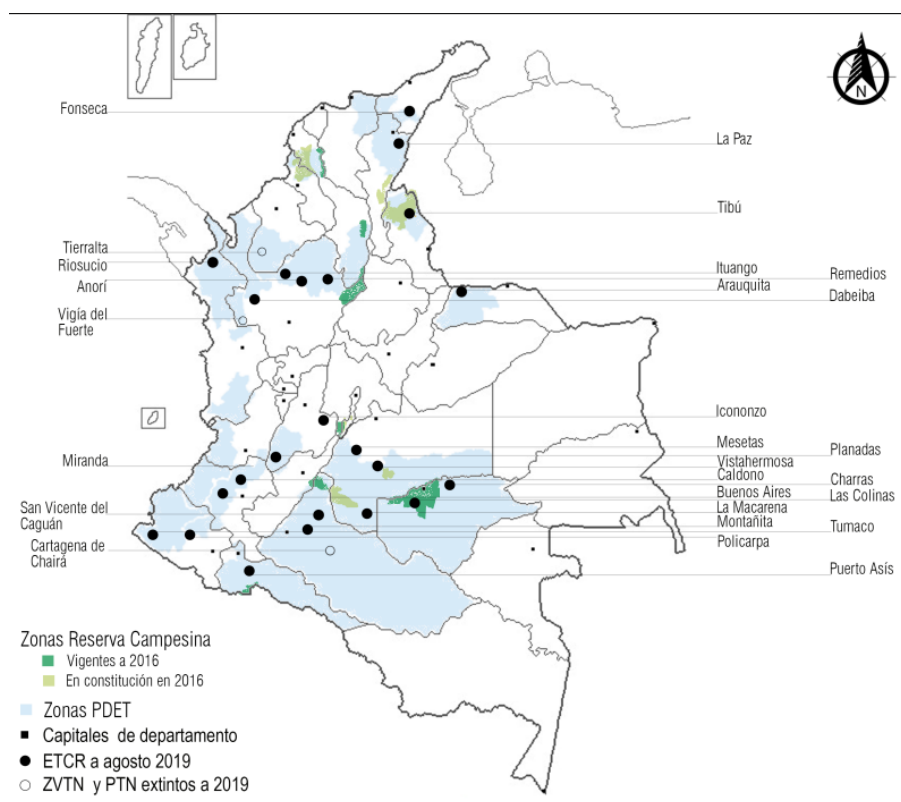 N
Fonseca
La Paz
Tibú
Tierralta
Riosucio
Anorí
Ituango
Arauquita
Remedios
Dabeiba
Vigía del
Fuerte
Icononzo
Mesetas
Planadas
Miranda
Vistahermosa
Caldono
Charras
Buenos Aires
Las Colinas
San Vicente del
Caguán
La Macarena
Montañita
Tumaco
Cartagena de
Chairá
Policarpa
Puerto Asís
Zonas Reserva Campesina
Vigentes a 2016
En constitución en 2016
Zonas PDET
Capitales de departamento
ETCR a agosto 2019
ZVTN y PTN extintos a 2019